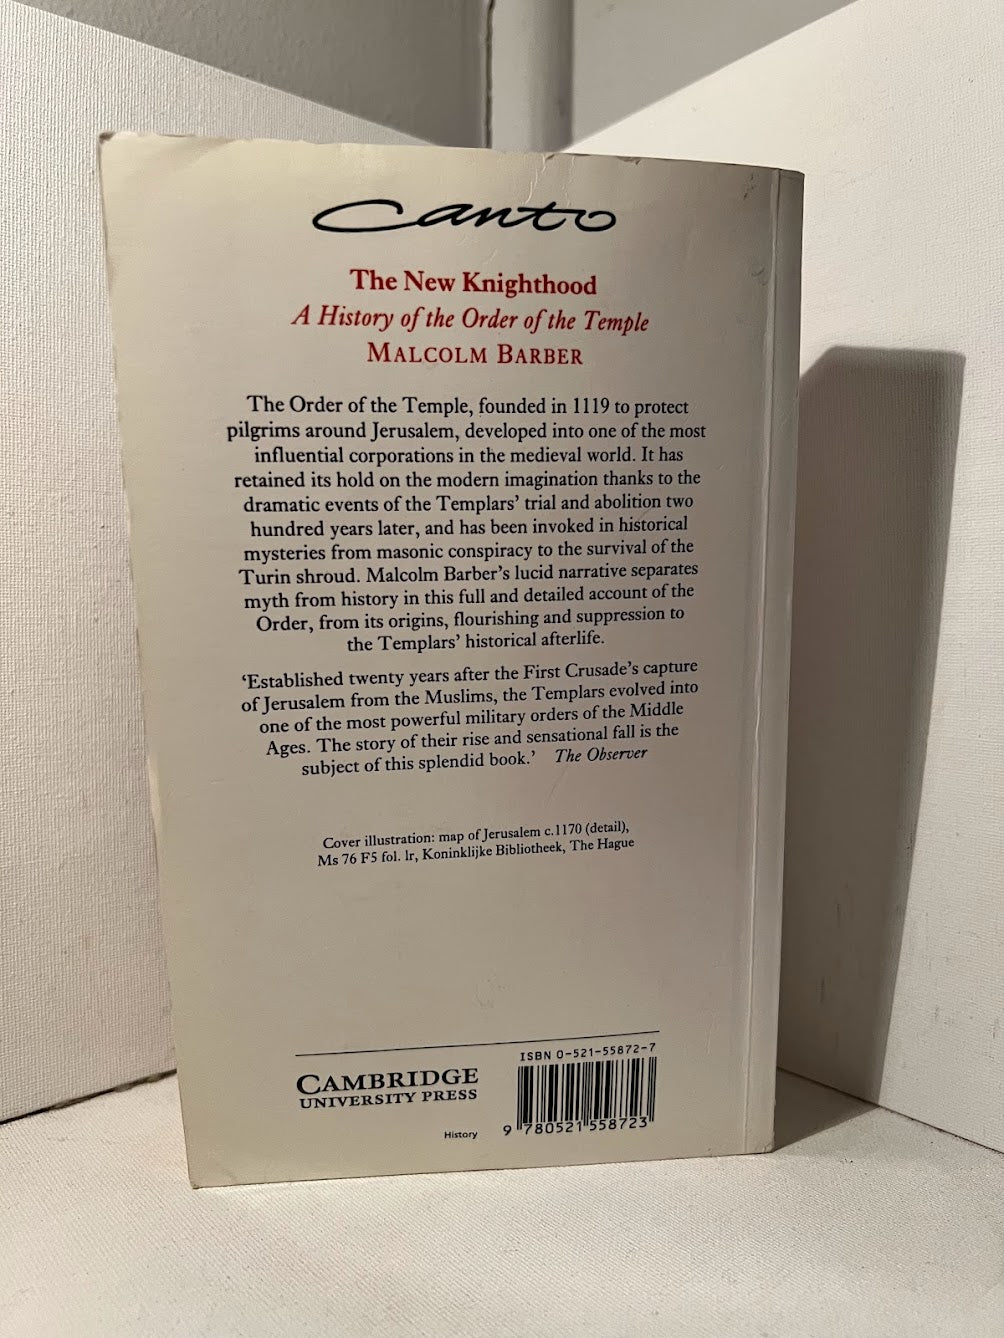 canto
The New Knighthood
A History of the Order of the Temple
MALCOLM BARBER
The Order of the Temple, founded in 1119 to protect
pilgrims around Jerusalem, developed into one of the most
influential corporations in the medieval world. It has
retained its hold on the modern imagination thanks to the
dramatic events of the Templars' trial and abolition two
hundred years later, and has been invoked in historical
mysteries from masonic conspiracy to the survival of the
Turin shroud. Malcolm Barber's lucid narrative separates
myth from history in this full and detailed account of the
Order, from its origins, flourishing and suppression to
the Templars' historical afterlife.
'Established twenty years after the First Crusade's capture
of Jerusalem from the Muslims, the Templars evolved into
one of the most powerful military orders of the Middle
Ages. The story of their rise and sensational fall is the
subject of this splendid book.' The Observer
Cover illustration: map of Jerusalem c.1170 (detail),
Ms 76 F5 fol. lr, Koninklijke Bibliotheek, The Hague
CAMBRIDGE
UNIVERSITY PRESS
History
ISBN 0-521-55872-7
9 780521 558723